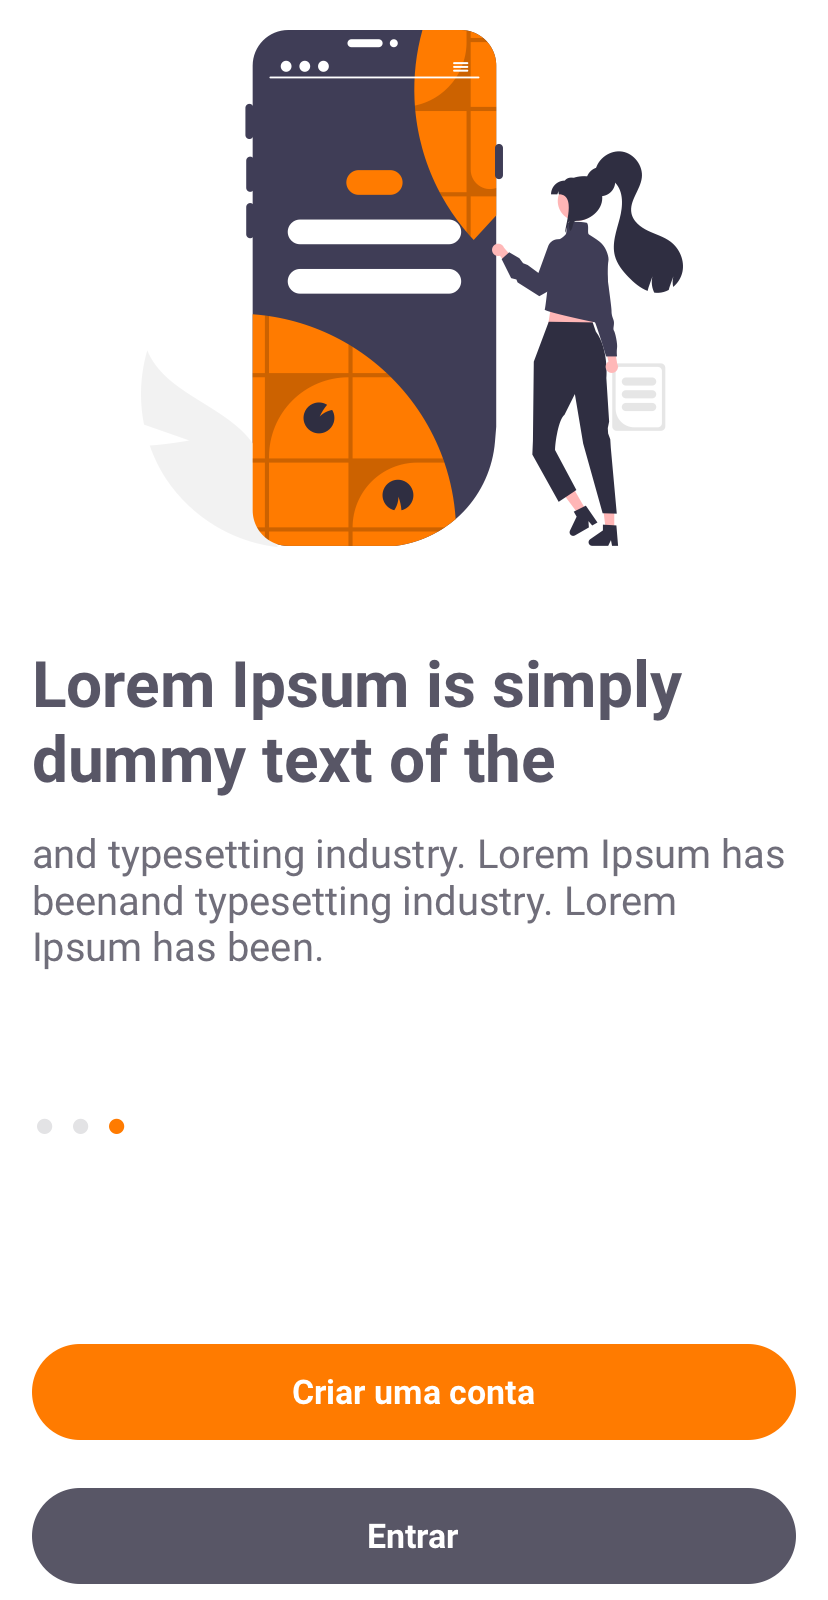 Lorem Ipsum is simply
dummy text of the
and typesetting industry. Lorem Ipsum has
beenand typesetting industry. Lorem
Ipsum has been.
Criar uma conta
Entrar